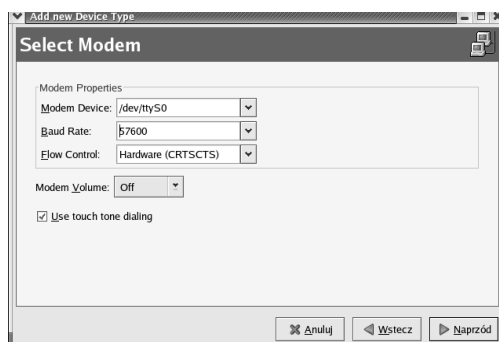 Add new Device Type
Select Modem
Modem Properties
Modem Device: /dev/ttyS0
Baud Rate: 57600
Flow Control: Hardware (CRTSCTS)
Modem Volume: Off
Use touch tone dialing
Anuluj Wstecz Naprzód